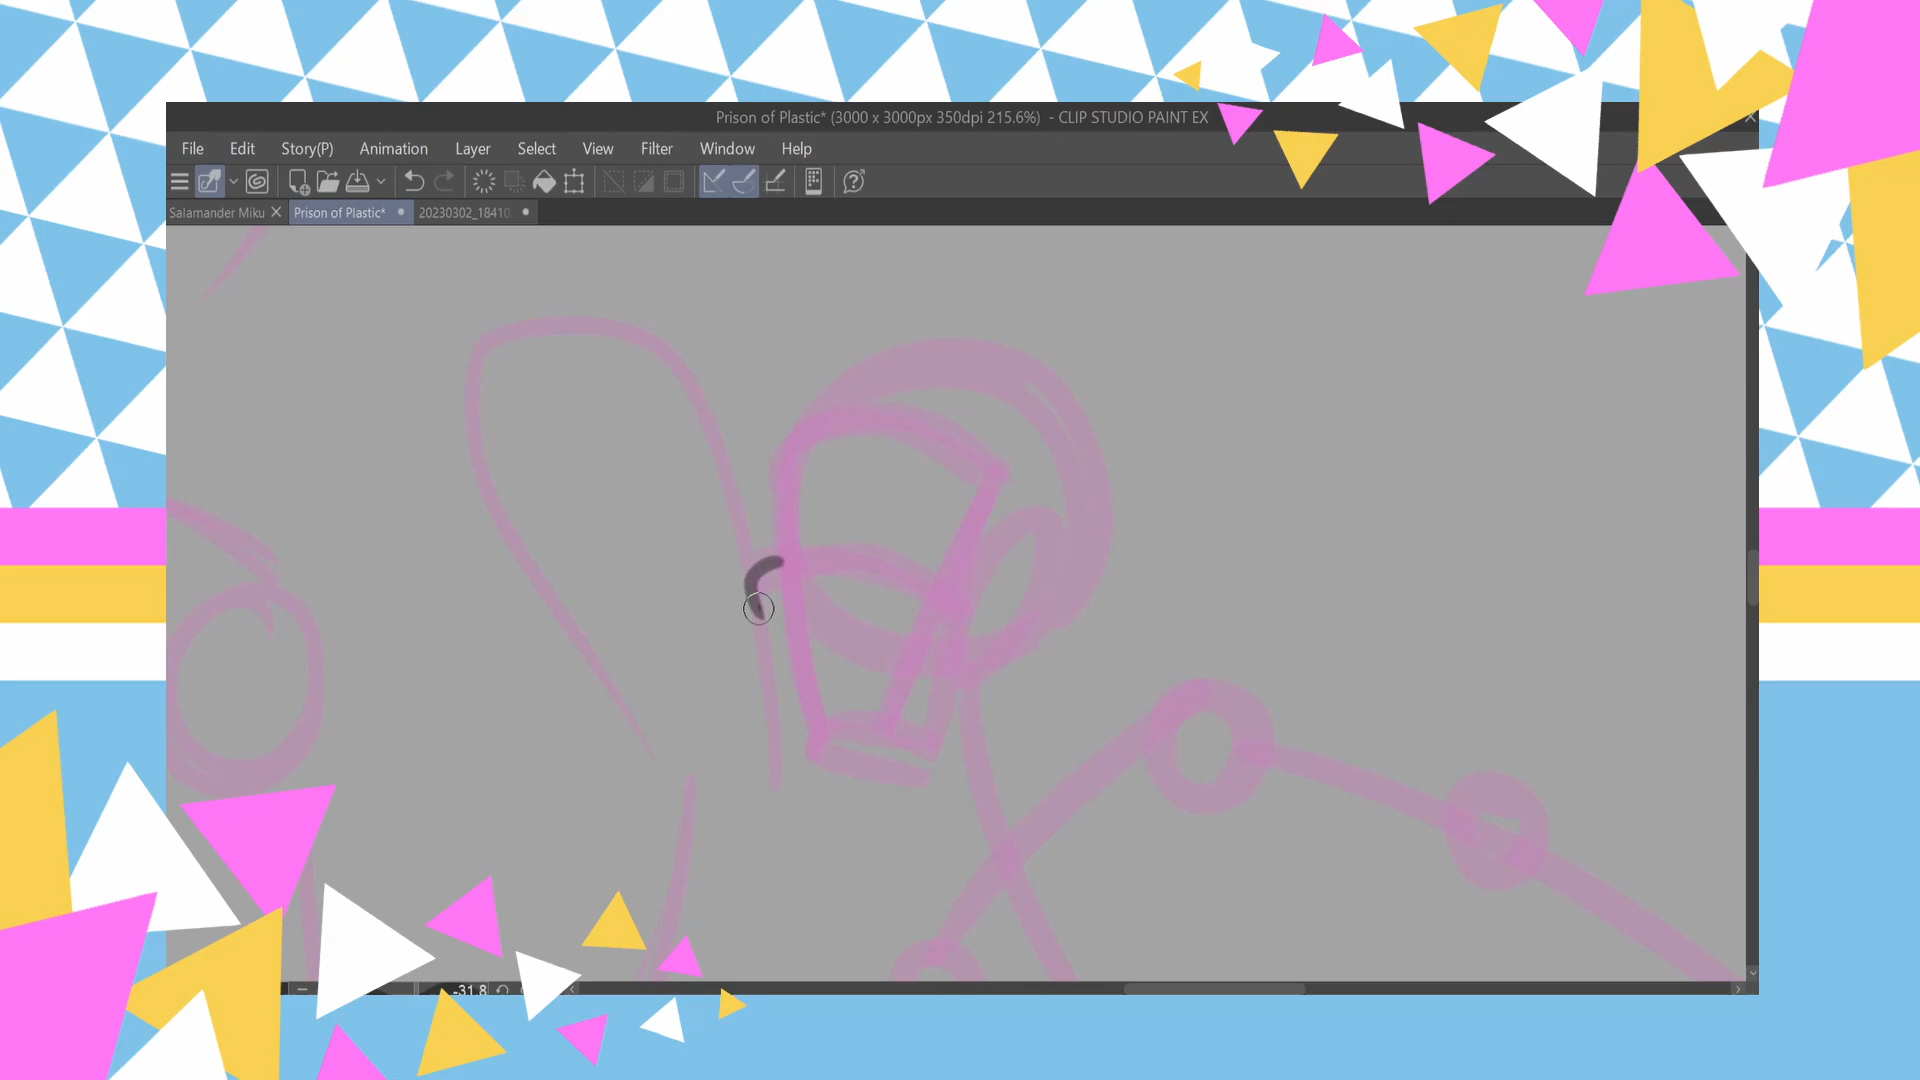 Prison of Plastic* (3000 x 3000px 350dpi 215.6%) - CLIP STUDIO PAINT EX
File Edit Story(P) Animation Layer Select View Filter Window Help
Salamander Miku Prison of Plastic* 20230302_18410
-31.8